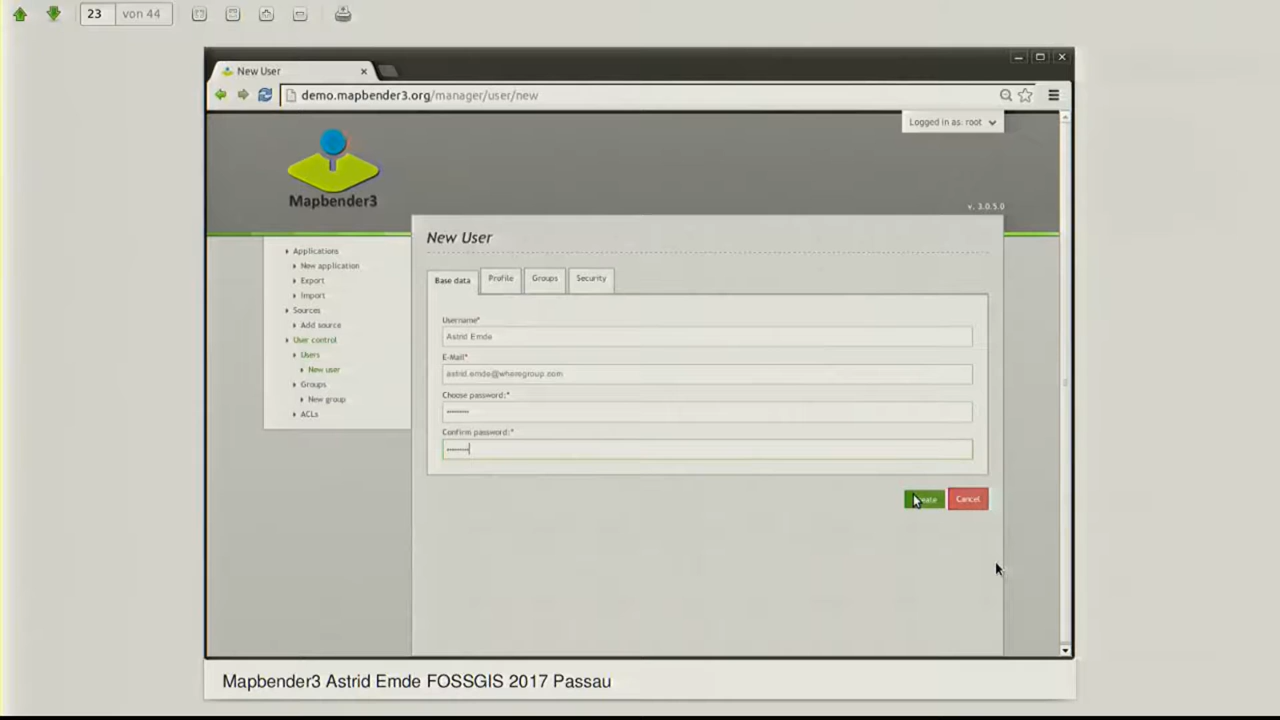 23 von 44
New User
demo.mapbender3.org/manager/user/new
Logged in as: root
Mapbender3
v. 3.0.5.0
Applications
New application
Export
Import
Sources
Add source
User control
Users
New user
Groups
New group
ACLs
New User
Base data Profile Groups Security
Username*
Astrid Emde
E-Mail*
astrid.emde@wheregroup.com
Choose password:*
Confirm password:*
Cancel
Mapbender3 Astrid Emde FOSSGIS 2017 Passau